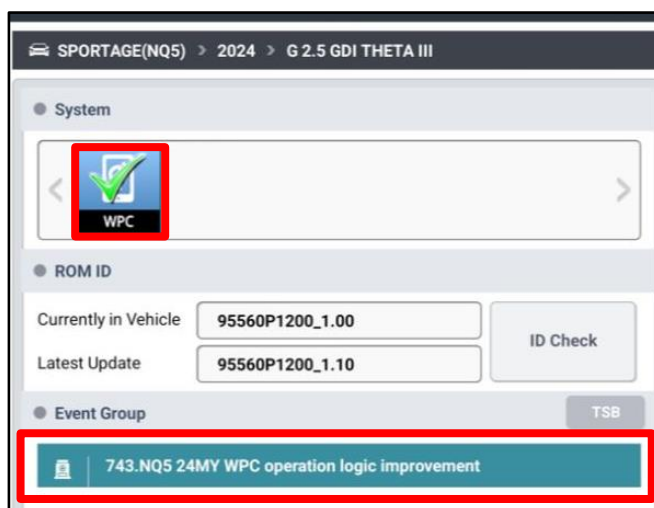 SPORTAGE(NQ5) > 2024 > G 2.5 GDI THETA III
System
WPC
ROM ID
Currently in Vehicle 95560P1200_1.00
ID Check
Latest Update 95560P1200_1.10
Event Group TSB
743.NQ5 24MY WPC operation logic improvement